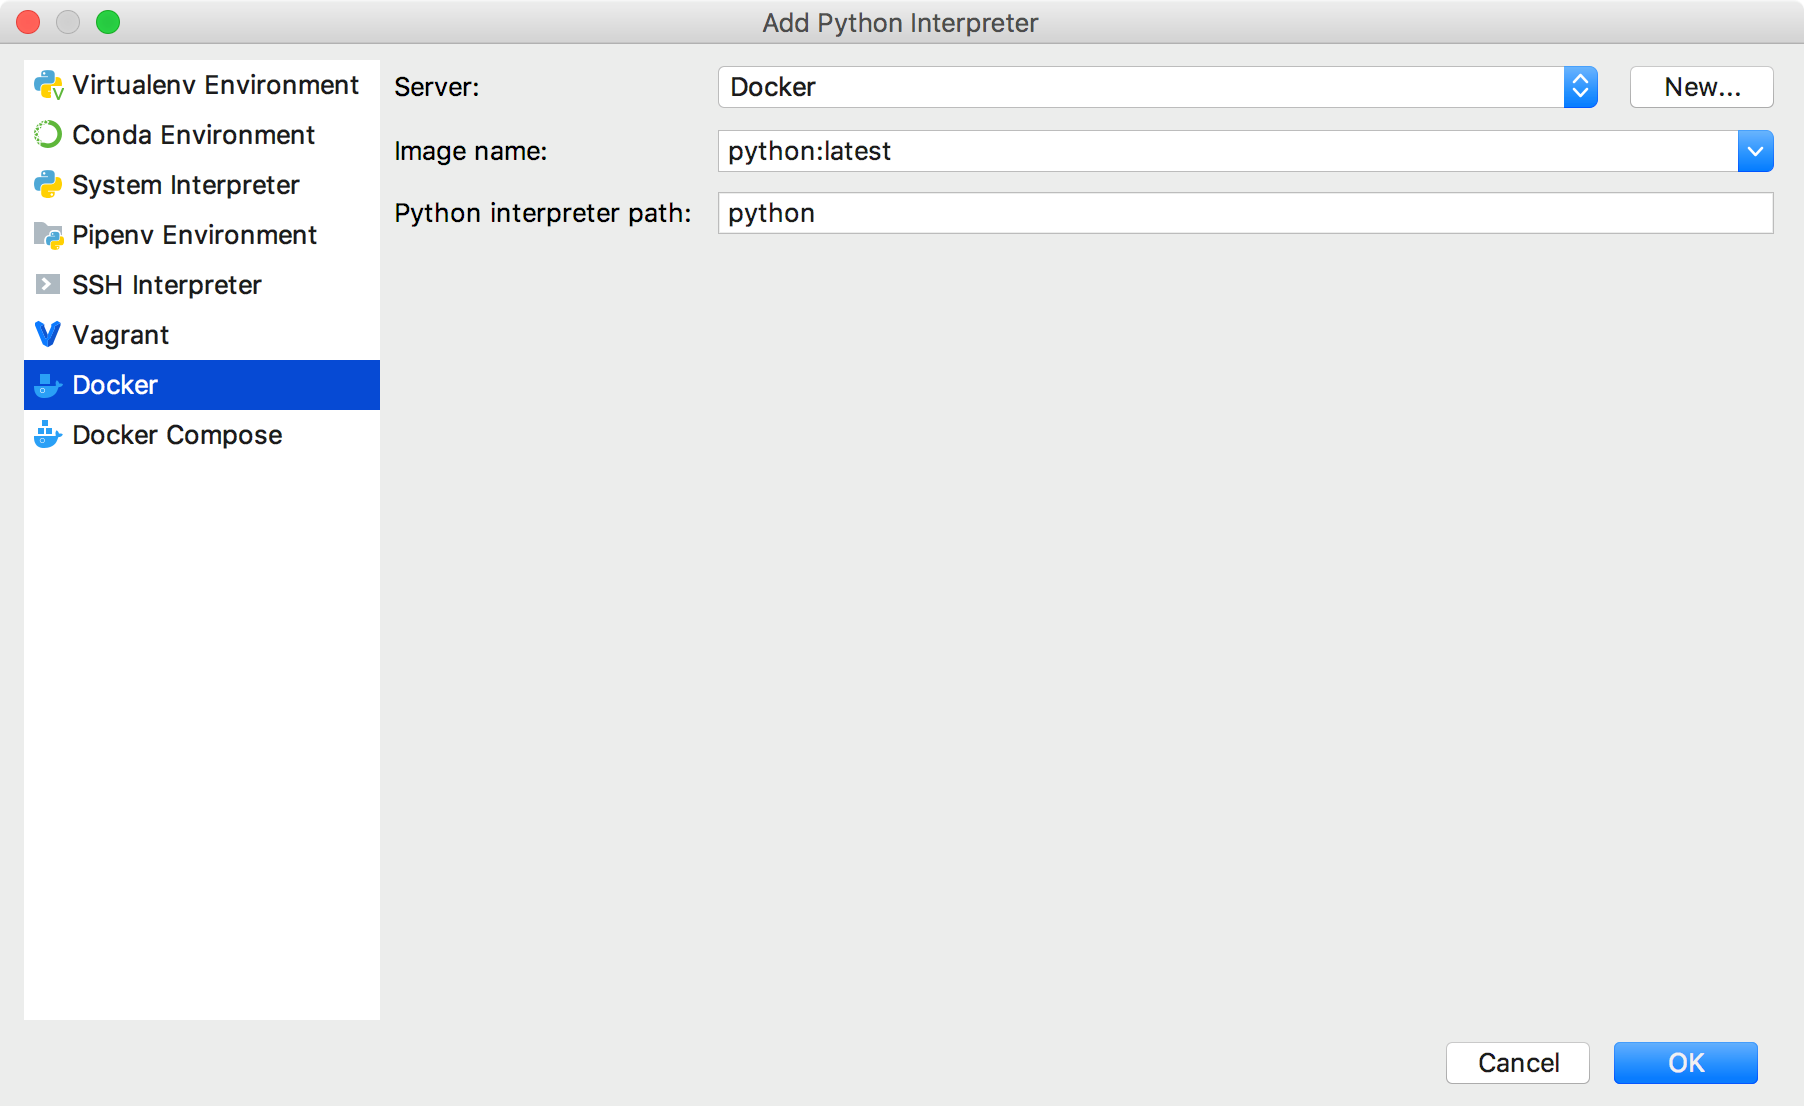 Add Python Interpreter
Virtualenv Environment
Conda Environment
System Interpreter
Pipenv Environment
SSH Interpreter
Vagrant
Docker
Docker Compose
Server: Docker New...
Image name: python:latest
Python interpreter path: python
Cancel OK